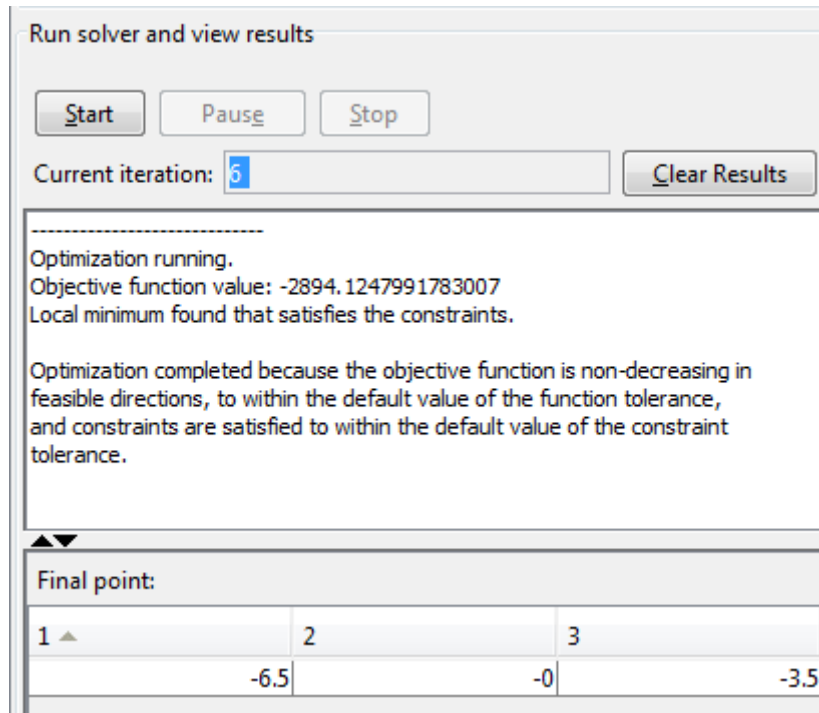 Run solver and view results
Start Pause Stop
Current iteration: 6 Clear Results
------------------------------
Optimization running.
Objective function value: -2894.1247991783007
Local minimum found that satisfies the constraints.
Optimization completed because the objective function is non-decreasing in
feasible directions, to within the default value of the function tolerance,
and constraints are satisfied to within the default value of the constraint
tolerance.
Final point:
1 2 3
-6.5 -0 -3.5